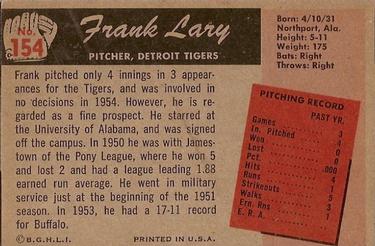 No.
154
Frank Lary
PITCHER, DETROIT TIGERS
Born: 4/10/31
Northport, Ala.
Height: 5-11
Weight: 175
Bats: Right
Throws: Right
Frank pitched only 4 innings in 3 appear-
ances for the Tigers, and was involved in
no decisions in 1954. However, he is re-
garded as a fine prospect. He starred at
the University of Alabama, and was signed
off the campus. In 1950 he was with James-
town of the Pony League, where he won 5
and lost 2 and had a league leading 1.88
earned run average. He went in military
service just at the beginning of the 1951
season. In 1953, he had a 17-11 record
for Buffalo.
PITCHING RECORD
PAST YR.
Games 3
In. Pitched 4
Won 0
Lost 0
Pct. .000
Hits 4
Runs 1
Strikeouts
Walks
Ern. Rns
E. R. A.
©B.G.H.L.I. PRINTED IN U.S.A.